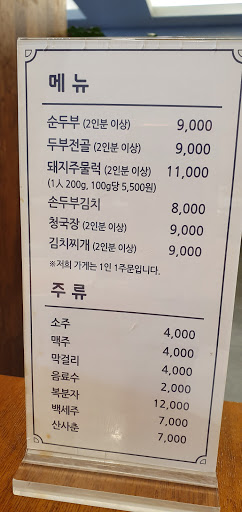 메 뉴
순두부 (2인분 이상) 9,000
두부전골 (2인분 이상) 9,000
돼지주물럭 (2인분 이상) 11,000
(1人 200g, 100g당 5,500원)
손두부김치 8,000
청국장 (2인분 이상) 9,000
김치찌개 (2인분 이상) 9,000
※저희 가게는 1인 1주문입니다.
주 류
소주 4,000
맥주 4,000
막걸리 4,000
음료수 2,000
복분자 12,000
백세주 7,000
산사춘 7,000